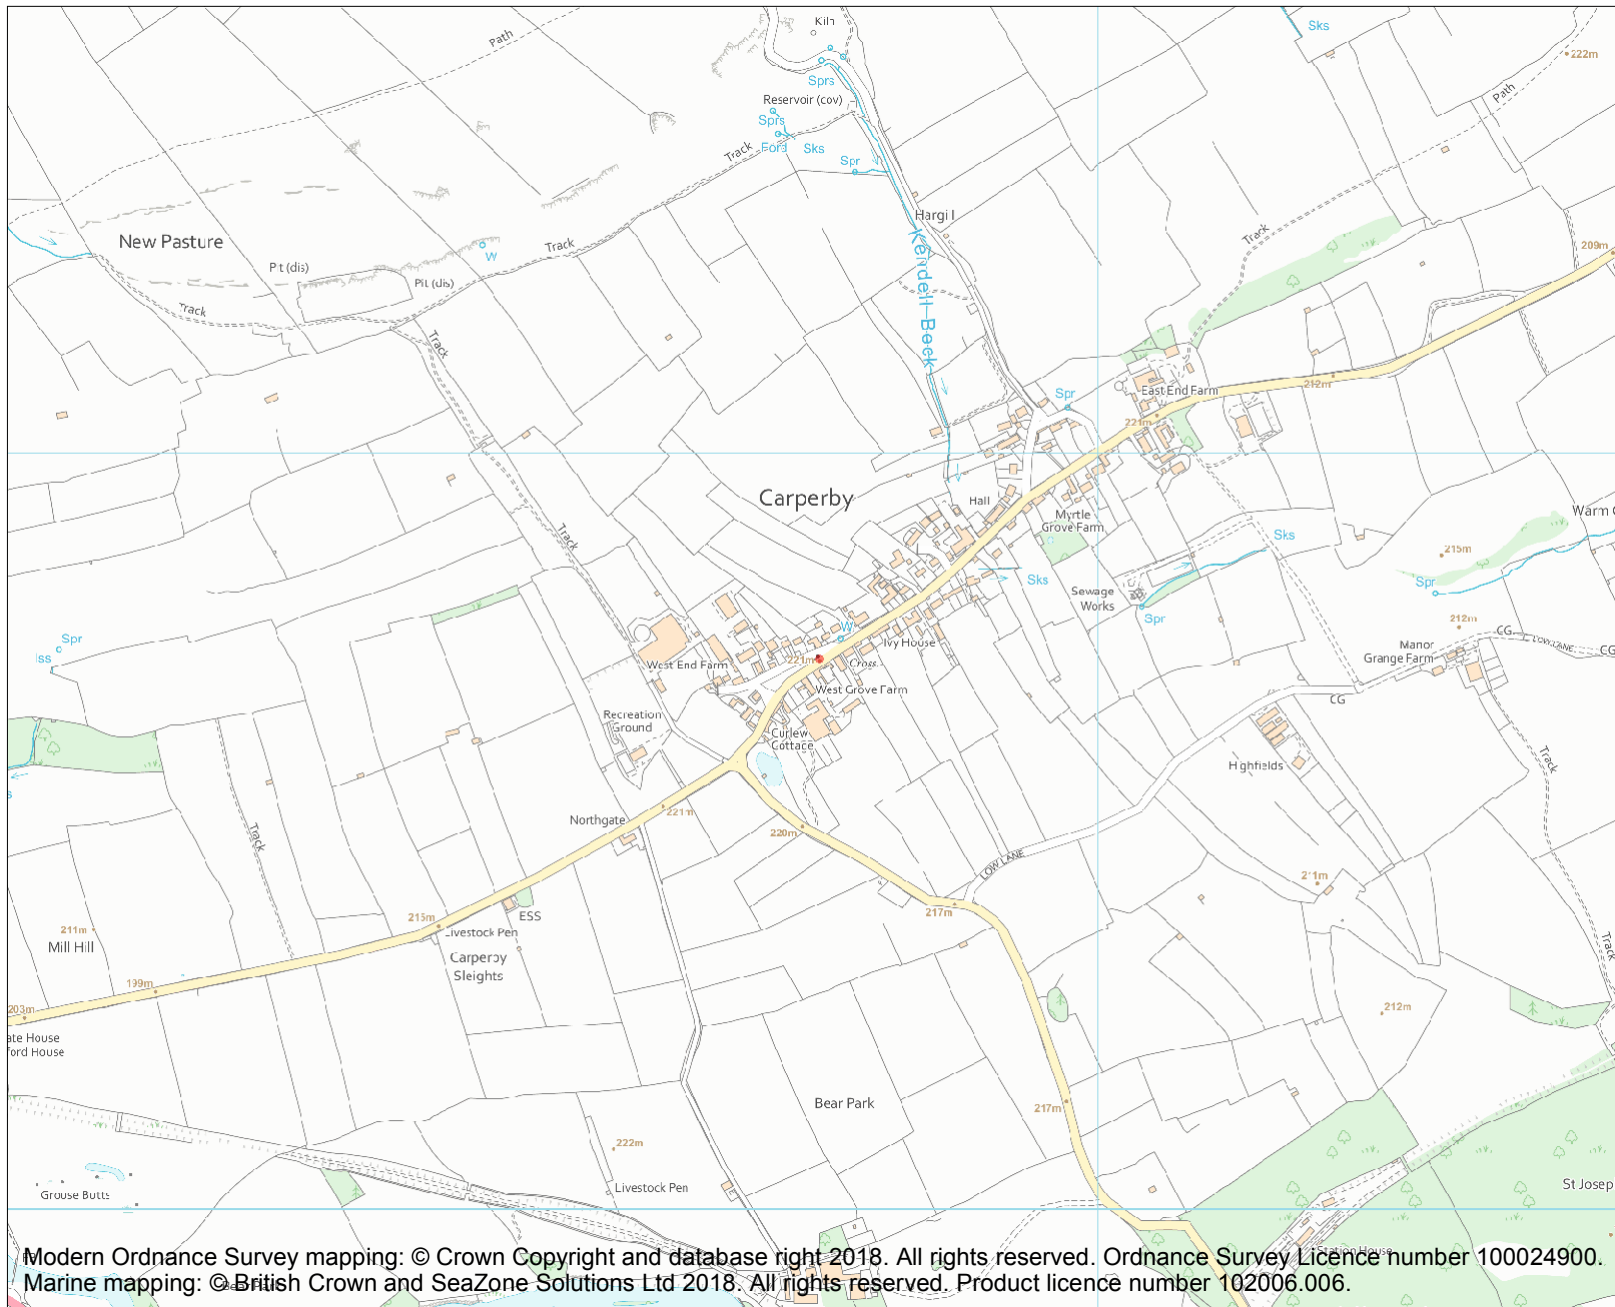 Kiln
Sks
Path
222m
Sprs
Reservoir (cov)
Path
Sprs
Ford
Sks
Track
Spr
Hargill
New Pasture
Track
Track
209m
W
Pit (dis)
Pit (dis)
Kendell Beck
Track
Track
212m
East End Farm
Spr
221m
Carperby
Hall
Myrtle
Grove Farm
Warm
Track
Sks
215m
Sks
Spr
Sewage
Works
Spr
212m
W
Spr
Ivy House
CG
LOW LANE
CG
Manor
Grange Farm
221m
Cross
West End Farm
West Grove Farm
CG
Recreation
Ground
Curlew
Cottage
Track
Highfields
221m
Northgate
220m
Track
LOW LANE
211m
217m
215m
ESS
211m
Livestock Pen
Mill Hill
Carperby
Sleights
Track
199m
203m
212m
ate House
ford House
Bear Park
217m
222m
Livestock Pen
Grouse Butts
St Josep
Station House
Modern Ordnance Survey mapping: © Crown Copyright and database right 2018. All rights reserved. Ordnance Survey Licence number 100024900.
Marine mapping: © British Crown and SeaZone Solutions Ltd 2018. All rights reserved. Product licence number 102006.006.